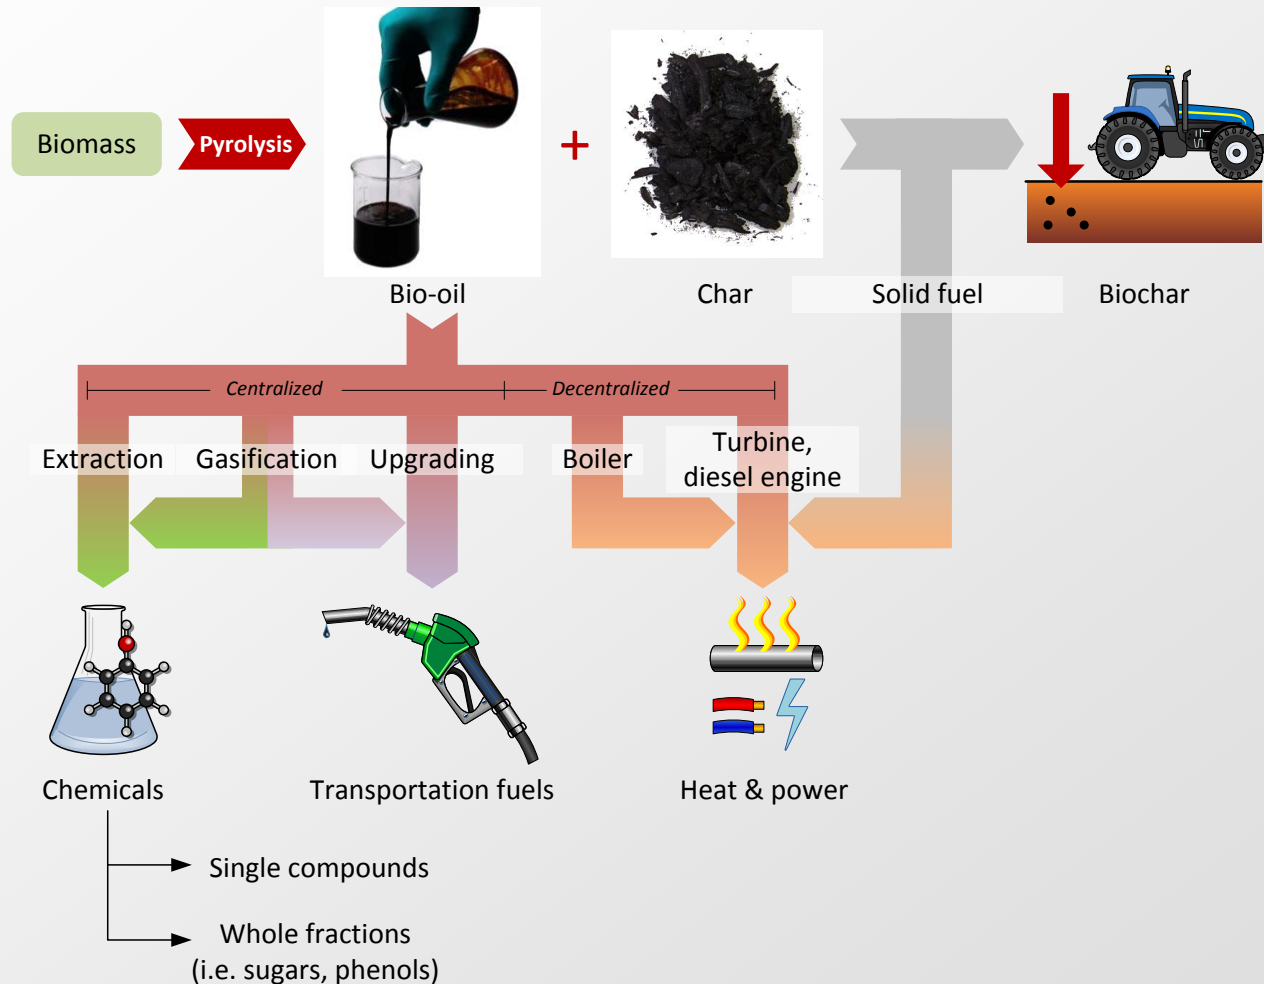 Biomass
Pyrolysis
+
Bio-oil
Char
Solid fuel
Biochar
Centralized
Decentralized
Extraction
Gasification
Upgrading
Boiler
Turbine,
diesel engine
Chemicals
Transportation fuels
Heat & power
Single compounds
Whole fractions
(i.e. sugars, phenols)